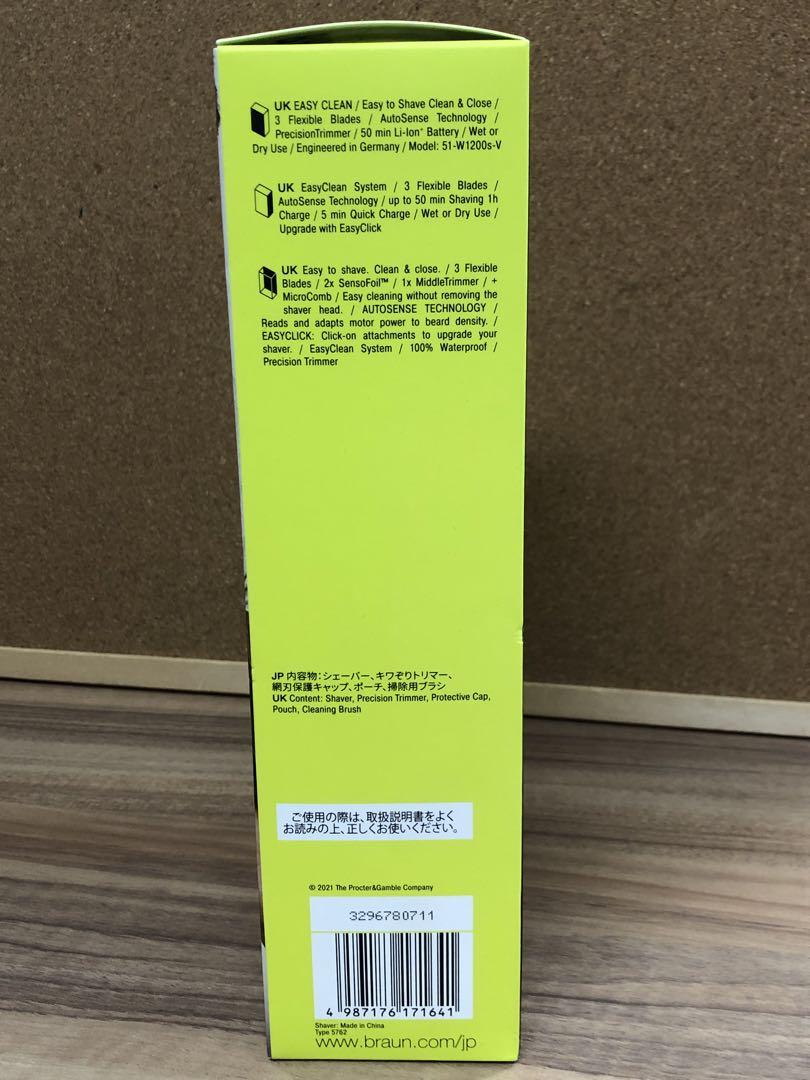 UK EASY CLEAN / Easy to Shave Clean & Close /
3 Flexible Blades / AutoSense Technology /
PrecisionTrimmer / 50 min Li-Ion+ Battery / Wet or
Dry Use / Engineered in Germany / Model: 51-W1200s-V
UK EasyClean System / 3 Flexible Blades /
AutoSense Technology / up to 50 min Shaving 1h
Charge / 5 min Quick Charge / Wet or Dry Use /
Upgrade with EasyClick
UK Easy to shave. Clean & close. / 3 Flexible
Blades / 2x SensoFoil™ / 1x MiddleTrimmer / +
MicroComb / Easy cleaning without removing the
shaver head. / AUTOSENSE TECHNOLOGY /
Reads and adapts motor power to beard density. /
EASYCLICK: Click-on attachments to upgrade your
shaver. / EasyClean System / 100% Waterproof /
Precision Trimmer
JP 内容物：シェーバー、キワぞりトリマー、
網刃保護キャップ、ポーチ、掃除用ブラシ
UK Content: Shaver, Precision Trimmer, Protective Cap,
Pouch, Cleaning Brush
ご使用の際は、取扱説明書をよく
お読みの上、正しくお使いください。
© 2021 The Procter&Gamble Company
3296780711
4 987176 171641
Shaver: Made in China
Type 5762
www.braun.com/jp